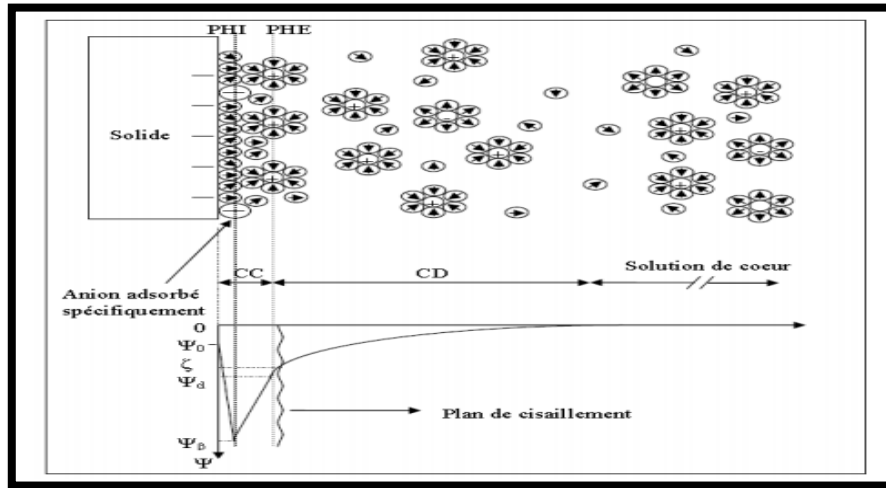 PHI PHE
Solide
CC
CD
Solution de coeur
Anion adsorbé
spécifiquement
0
Ψ0
ζ
Ψd
Plan de cisaillement
Ψβ
Ψ